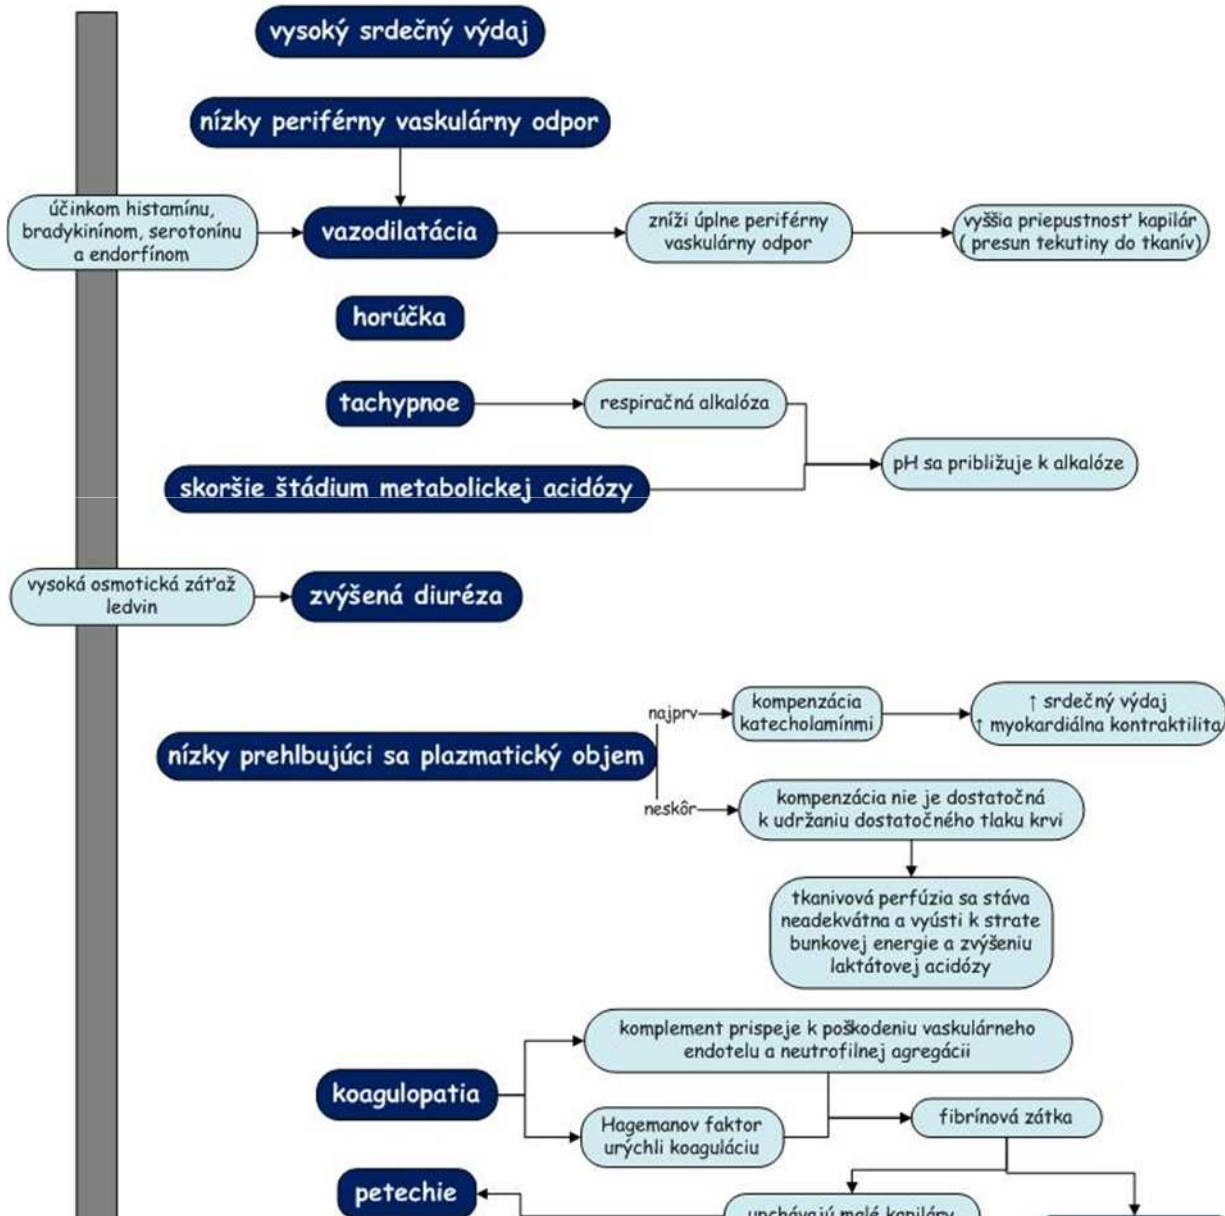 vysoký srdečný výdaj
nízky periférny vaskulárny odpor
účinkom histamínu,
bradykinínom, serotonínu
a endorfínom
vazodilatácia
zníži úplne periférny
vaskulárny odpor
vyššia priepustnosť kapilár
( presun tekutiny do tkanív)
horúčka
tachypnoe
respiračná alkalóza
pH sa približuje k alkalóze
skoršie štádium metabolickej acidózy
vysoká osmotická záťaž
ledvin
zvýšená diuréza
nízky prehlbujúci sa plazmatický objem
najprv
kompenzácia
katecholamínmi
↑ srdečný výdaj
↑ myokardiálna kontraktilita
neskôr
kompenzácia nie je dostatočná
k udržaniu dostatočného tlaku krvi
tkanivová perfúzia sa stáva
neadekvátna a vyústi k strate
bunkovej energie a zvýšeniu
laktátovej acidózy
koagulopatia
komplement prispeje k poškodeniu vaskulárneho
endotelu a neutrofilnej agregácii
Hagemanov faktor
urýchli koaguláciu
fibrínová zátka
petechie
upchávajú malé kapiláry